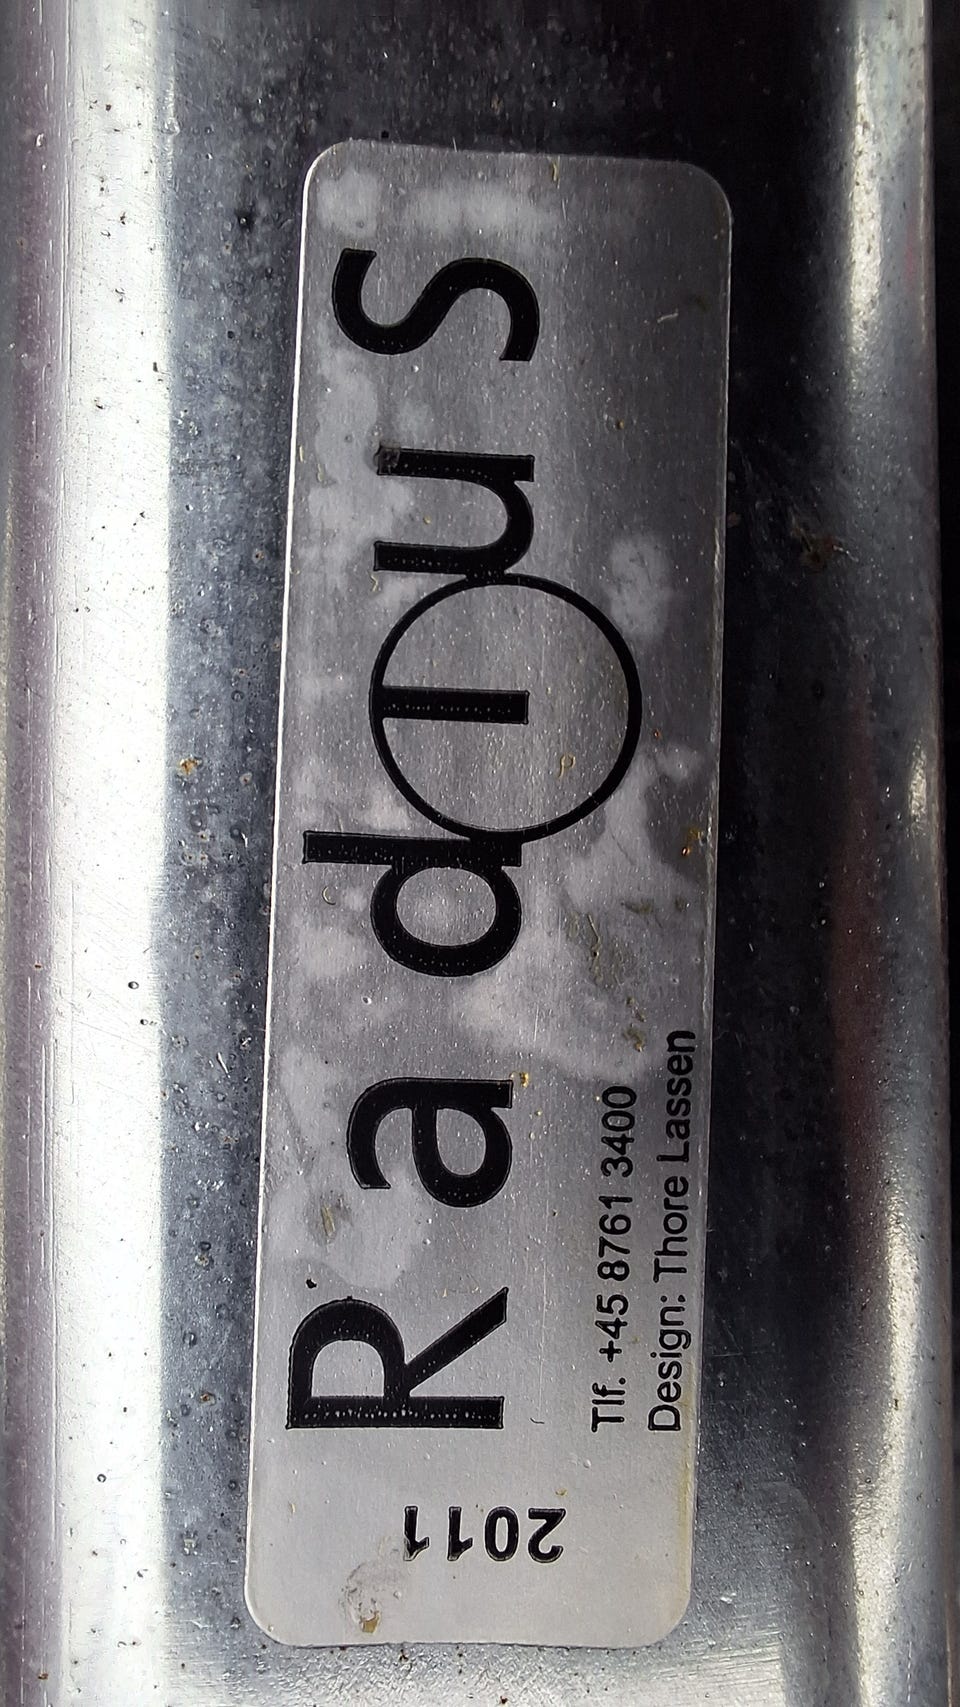 Radius
Tlf. +45 8761 3400
Design: Thore Lassen
2011